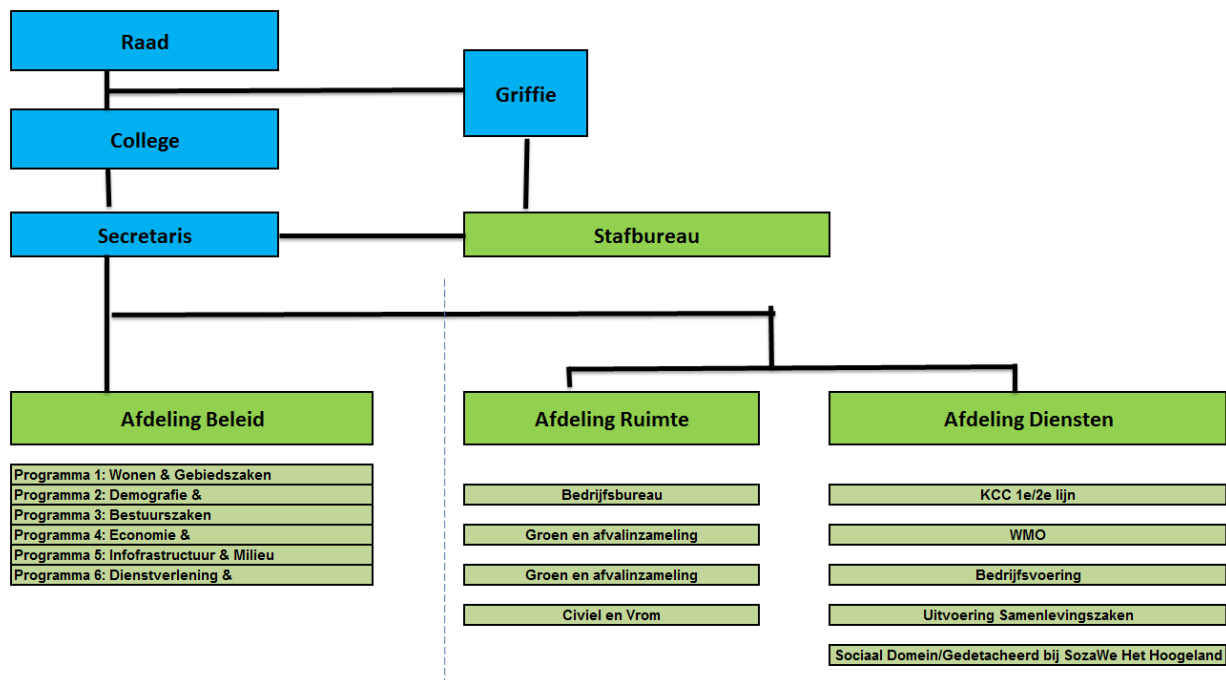 Raad
Griffie
College
Secretaris
Stafbureau
Afdeling Beleid
Programma 1: Wonen & Gebiedszaken
Programma 2: Demografie &
Programma 3: Bestuurszaken
Programma 4: Economie &
Programma 5: Infofrastructuur & Milieu
Programma 6: Dienstverlening &
Afdeling Ruimte
Bedrijfsbureau
Groen en afvalinzameling
Groen en afvalinzameling
Civiel en Vrom
Afdeling Diensten
KCC 1e/2e lijn
WMO
Bedrijfsvoering
Uitvoering Samenlevingszaken
Sociaal Domein/Gedetacheerd bij SozaWe Het Hoogeland